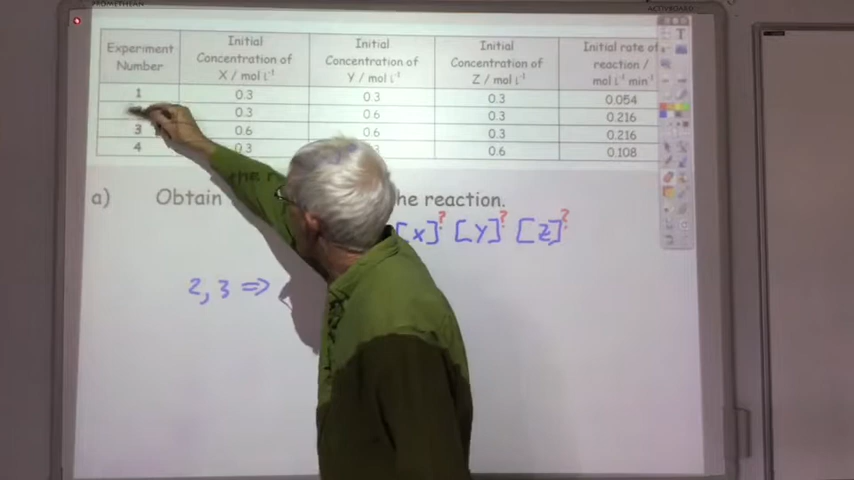 PROMETHEAN
ACTIVBOARD
Experiment Number Initial Concentration of X / mol l⁻¹ Initial Concentration of Y / mol l⁻¹ Initial Concentration of Z / mol l⁻¹ Initial rate of reaction / mol l⁻¹ min⁻¹
1 0.3 0.3 0.3 0.054
0.3 0.6 0.3 0.216
3 0.6 0.6 0.3 0.216
4 0.3 0.6 0.108
a) Obtain he reaction.
[X]? [Y]? [Z]?
2, 3 ⇒